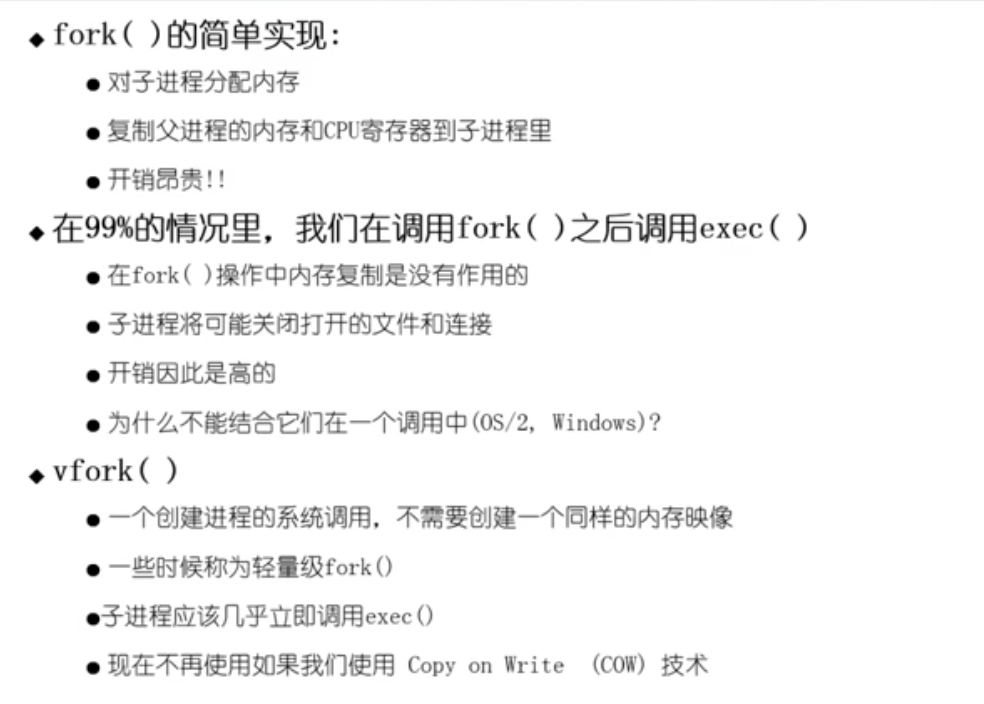 ◆ fork( )的简单实现:
● 对子进程分配内存
● 复制父进程的内存和CPU寄存器到子进程里
● 开销昂贵!!
◆ 在99%的情况里，我们在调用fork( )之后调用exec( )
● 在fork( )操作中内存复制是没有作用的
● 子进程将可能关闭打开的文件和连接
● 开销因此是高的
● 为什么不能结合它们在一个调用中(OS/2, Windows)?
◆ vfork( )
● 一个创建进程的系统调用，不需要创建一个同样的内存映像
● 一些时候称为轻量级fork()
●子进程应该几乎立即调用exec()
● 现在不再使用如果我们使用 Copy on Write （COW）技术